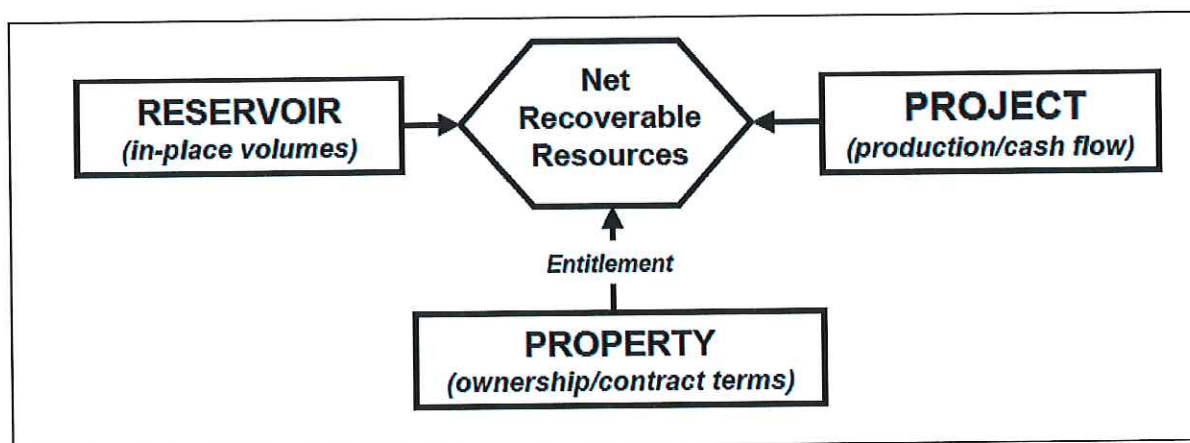 RESERVOIR
(in-place volumes)
Net
Recoverable
Resources
PROJECT
(production/cash flow)
Entitlement
PROPERTY
(ownership/contract terms)